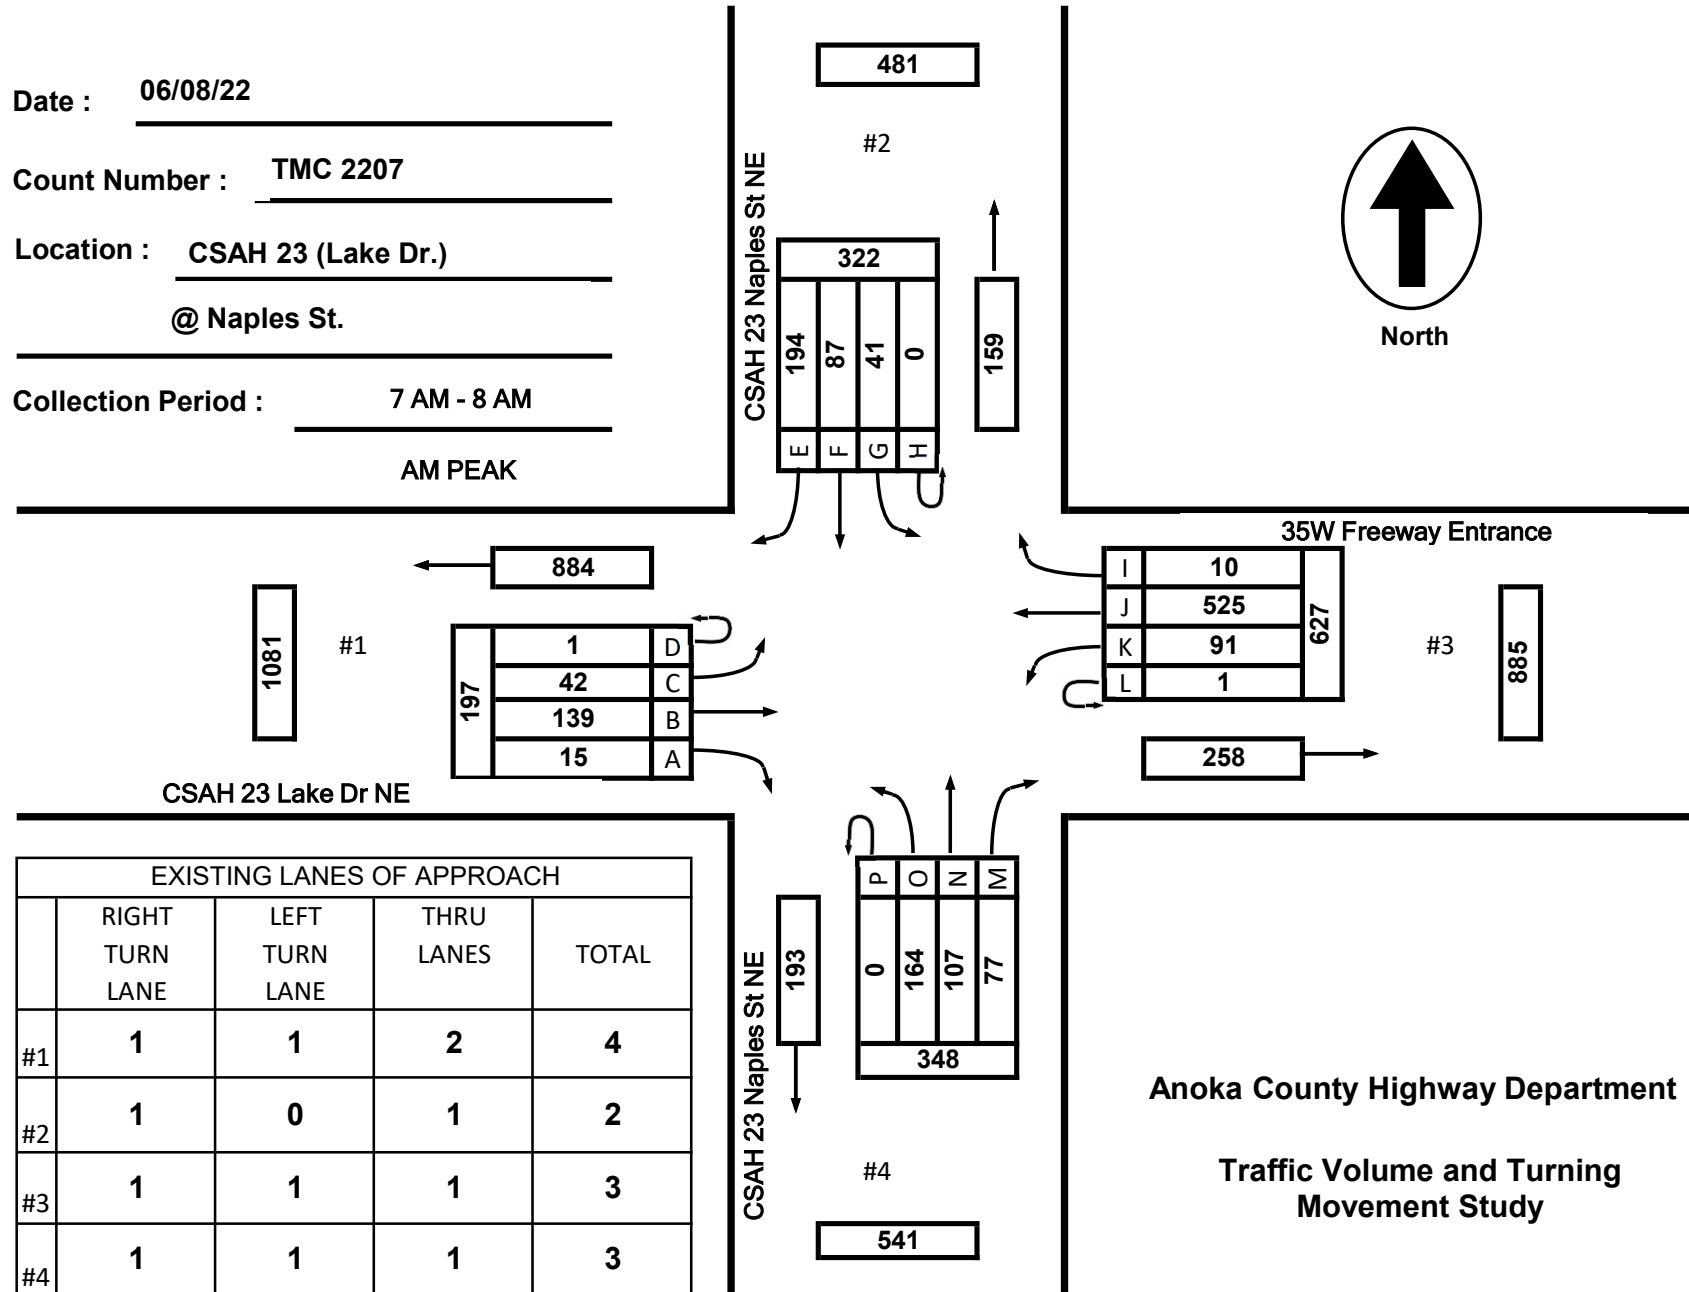 Date : 06/08/22
Count Number : TMC 2207
Location : CSAH 23 (Lake Dr.)
@ Naples St.
Collection Period : 7 AM - 8 AM
AM PEAK
481
#2
CSAH 23 Naples St NE
322
194 87 41 0
E F G H
159
North
35W Freeway Entrance
884
1081
#1
197
1 D
42 C
139 B
15 A
CSAH 23 Lake Dr NE
I 10
J 525
K 91
L 1
627
#3
885
258
P O N M
0 164 107 77
348
193
CSAH 23 Naples St NE
#4
541
EXISTING LANES OF APPROACH
RIGHT TURN LANE
LEFT TURN LANE
THRU LANES
TOTAL
#1 1 1 2 4
#2 1 0 1 2
#3 1 1 1 3
#4 1 1 1 3
Anoka County Highway Department
Traffic Volume and Turning
Movement Study